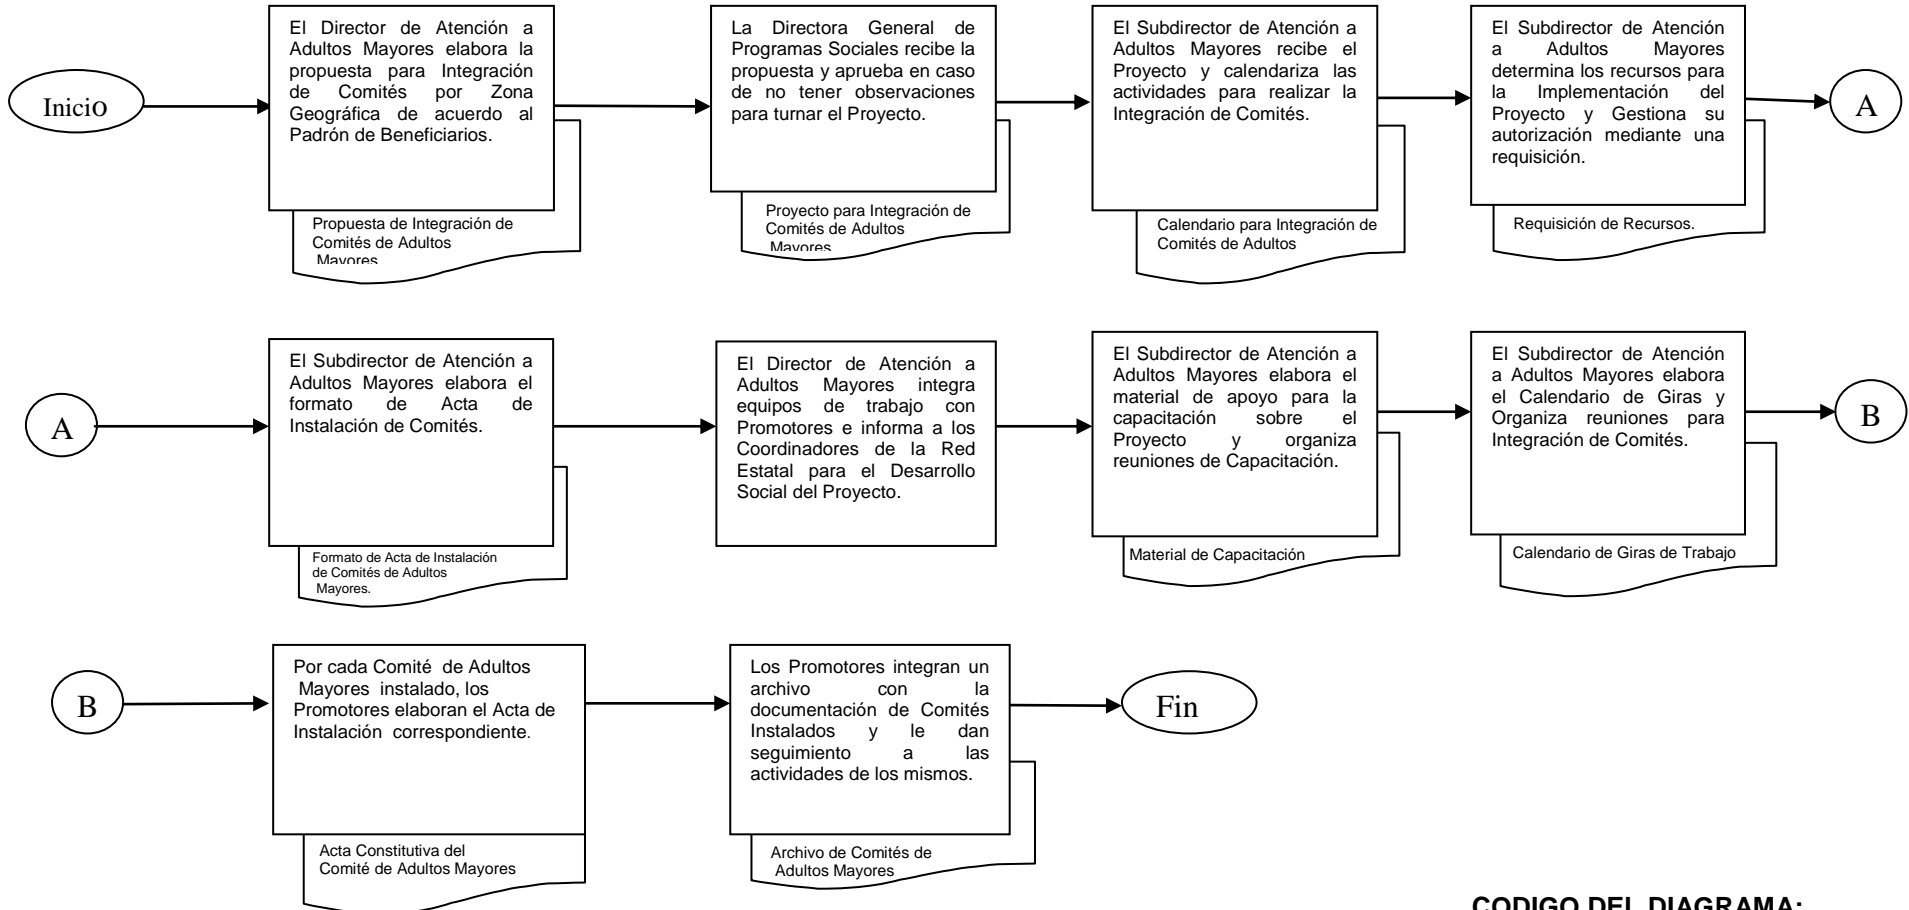 Inicio
El Director de Atención a
Adultos Mayores elabora la
propuesta para Integración
de Comités por Zona
Geográfica de acuerdo al
Padrón de Beneficiarios.
Propuesta de Integración de
Comités de Adultos
Mayores
La Directora General de
Programas Sociales recibe la
propuesta y aprueba en caso
de no tener observaciones
para turnar el Proyecto.
Proyecto para Integración de
Comités de Adultos
Mayores
El Subdirector de Atención a
Adultos Mayores recibe el
Proyecto y calendariza las
actividades para realizar la
Integración de Comités.
Calendario para Integración de
Comités de Adultos
El Subdirector de Atención
a Adultos Mayores
determina los recursos para
la Implementación del
Proyecto y Gestiona su
autorización mediante una
requisición.
Requisición de Recursos.
A
A
El Subdirector de Atención a
Adultos Mayores elabora el
formato de Acta de
Instalación de Comités.
Formato de Acta de Instalación
de Comités de Adultos
Mayores.
El Director de Atención a
Adultos Mayores integra
equipos de trabajo con
Promotores e informa a los
Coordinadores de la Red
Estatal para el Desarrollo
Social del Proyecto.
El Subdirector de Atención a
Adultos Mayores elabora el
material de apoyo para la
capacitación sobre el
Proyecto y organiza
reuniones de Capacitación.
Material de Capacitación
El Subdirector de Atención
a Adultos Mayores elabora
el Calendario de Giras y
Organiza reuniones para
Integración de Comités.
Calendario de Giras de Trabajo
B
B
Por cada Comité de Adultos
Mayores instalado, los
Promotores elaboran el Acta de
Instalación correspondiente.
Acta Constitutiva del
Comité de Adultos Mayores
Los Promotores integran un
archivo con la
documentación de Comités
Instalados y le dan
seguimiento a las
actividades de los mismos.
Archivo de Comités de
Adultos Mayores
Fin
CODIGO DEL DIAGRAMA: